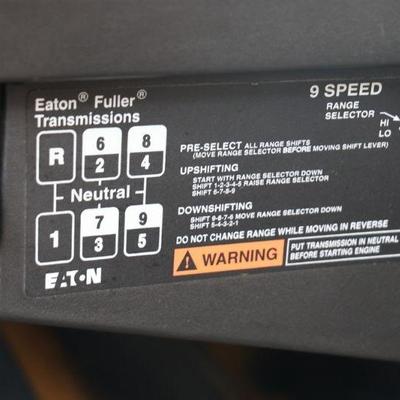 Eaton® Fuller®
Transmissions
9 SPEED
RANGE
SELECTOR
HI
LO
R 6 8
2 4
Neutral
1 7 9
3 5
EATON
PRE-SELECT ALL RANGE SHIFTS
(MOVE RANGE SELECTOR BEFORE MOVING SHIFT LEVER)
UPSHIFTING
START WITH RANGE SELECTOR DOWN
SHIFT 1-2-3-4-5 RAISE RANGE SELECTOR
SHIFT 6-7-8-9
DOWNSHIFTING
SHIFT 9-8-7-6 MOVE RANGE SELECTOR DOWN
SHIFT 5-4-3-2-1
DO NOT CHANGE RANGE WHILE MOVING IN REVERSE
WARNING
PUT TRANSMISSION IN NEUTRAL
BEFORE STARTING ENGINE